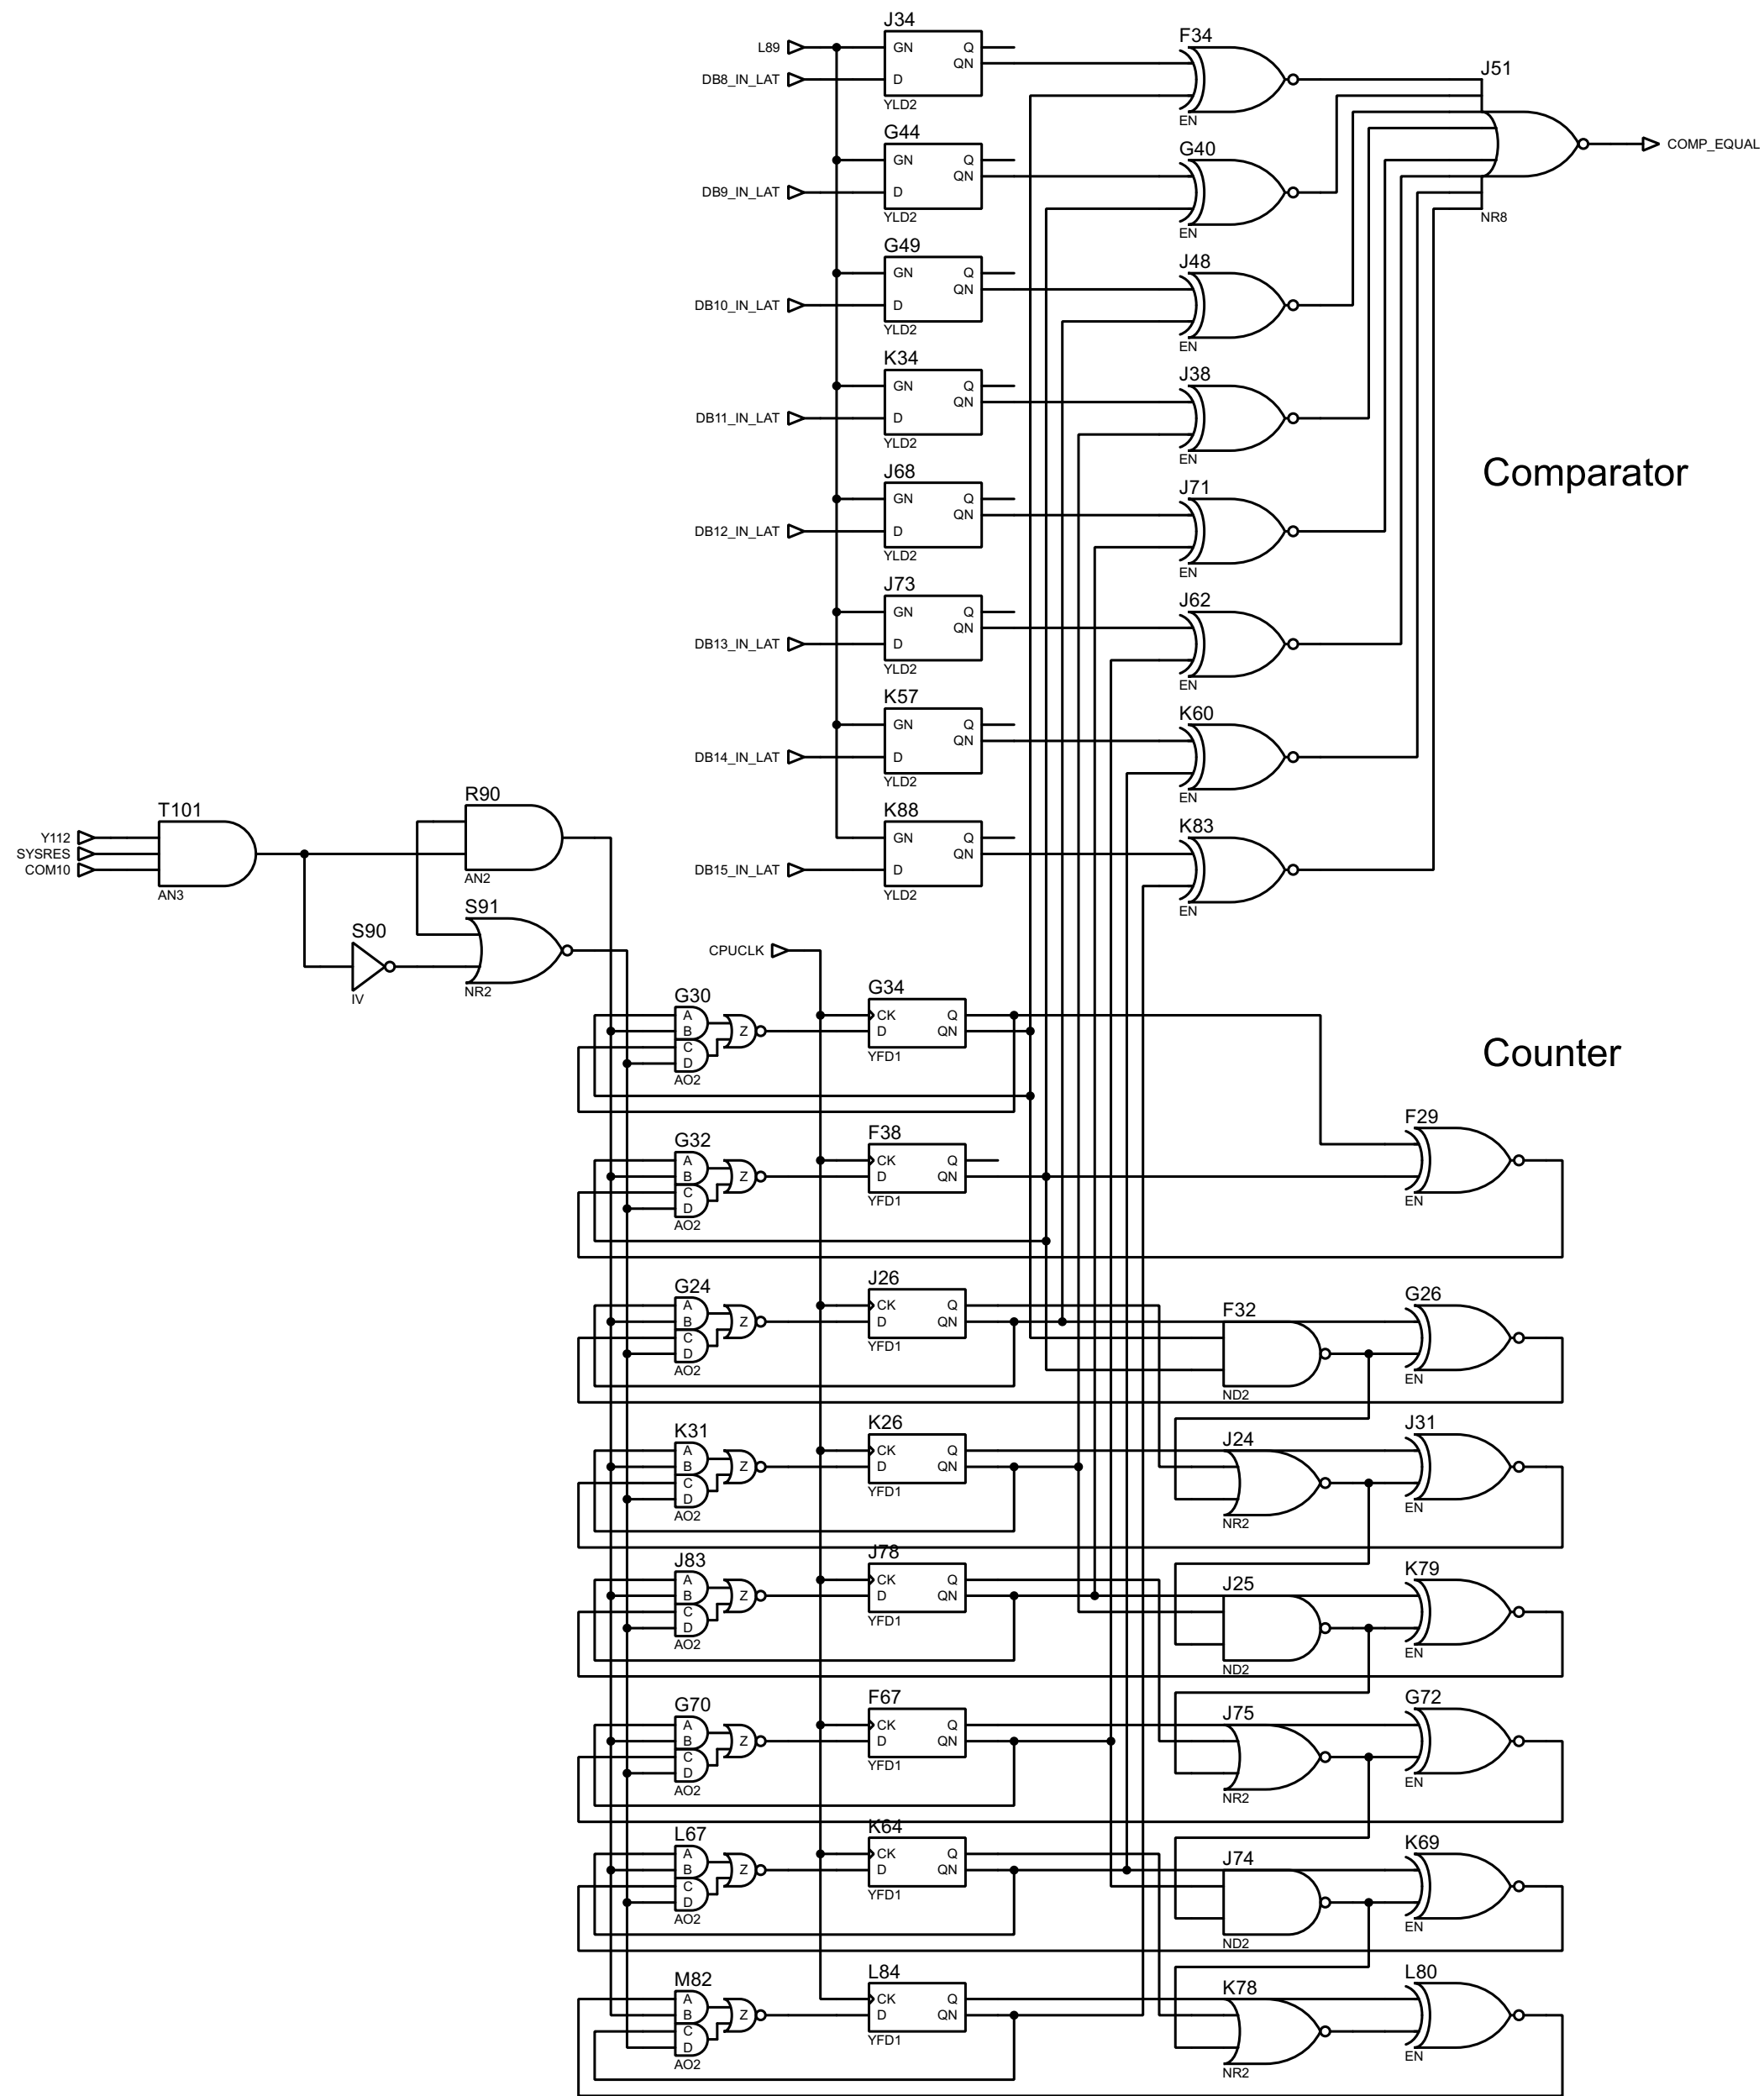 J34
L89 GN Q
QN
DB8_IN_LAT D
YLD2
F34
EN
J51
NR8
COMP_EQUAL
G44
GN Q
QN
DB9_IN_LAT D
YLD2
G40
EN
G49
GN Q
QN
DB10_IN_LAT D
YLD2
J48
EN
K34
GN Q
QN
DB11_IN_LAT D
YLD2
J38
EN
Comparator
J68
GN Q
QN
DB12_IN_LAT D
YLD2
J71
EN
J73
GN Q
QN
DB13_IN_LAT D
YLD2
J62
EN
K57
GN Q
QN
DB14_IN_LAT D
YLD2
K60
EN
K88
GN Q
QN
DB15_IN_LAT D
YLD2
K83
EN
T101
Y112
SYSRES
COM10
AN3
R90
AN2
S91
NR2
S90
IV
CPUCLK
Counter
G30
A
B
C
D
Z
AO2
G34
CK Q
D QN
YFD1
F29
EN
G32
A
B
C
D
Z
AO2
F38
CK Q
D QN
YFD1
G24
A
B
C
D
Z
AO2
J26
CK Q
D QN
YFD1
F32
ND2
G26
EN
K31
A
B
C
D
Z
AO2
K26
CK Q
D QN
YFD1
J24
NR2
J31
EN
J83
A
B
C
D
Z
AO2
J78
CK Q
D QN
YFD1
J25
ND2
K79
EN
G70
A
B
C
D
Z
AO2
F67
CK Q
D QN
YFD1
J75
NR2
G72
EN
L67
A
B
C
D
Z
AO2
K64
CK Q
D QN
YFD1
J74
ND2
K69
EN
M82
A
B
C
D
Z
AO2
L84
CK Q
D QN
YFD1
K78
NR2
L80
EN